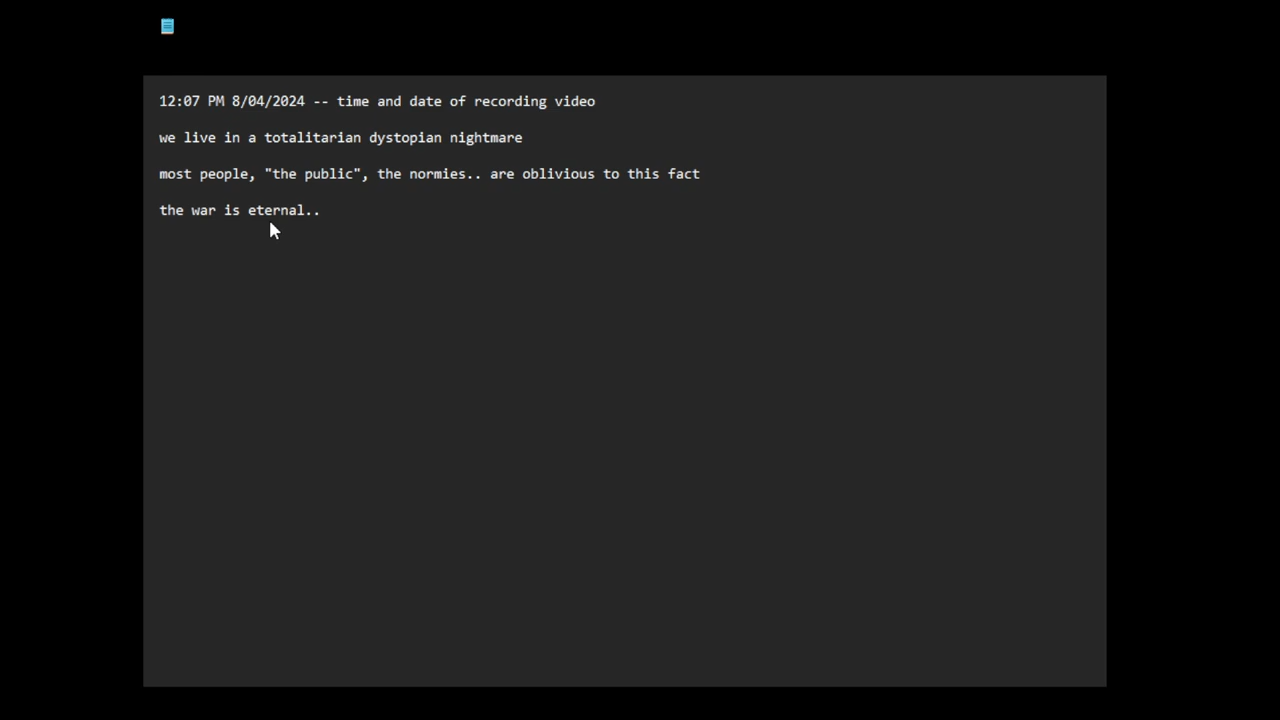 12:07 PM 8/04/2024 -- time and date of recording video
we live in a totalitarian dystopian nightmare
most people, "the public", the normies.. are oblivious to this fact
the war is eternal..